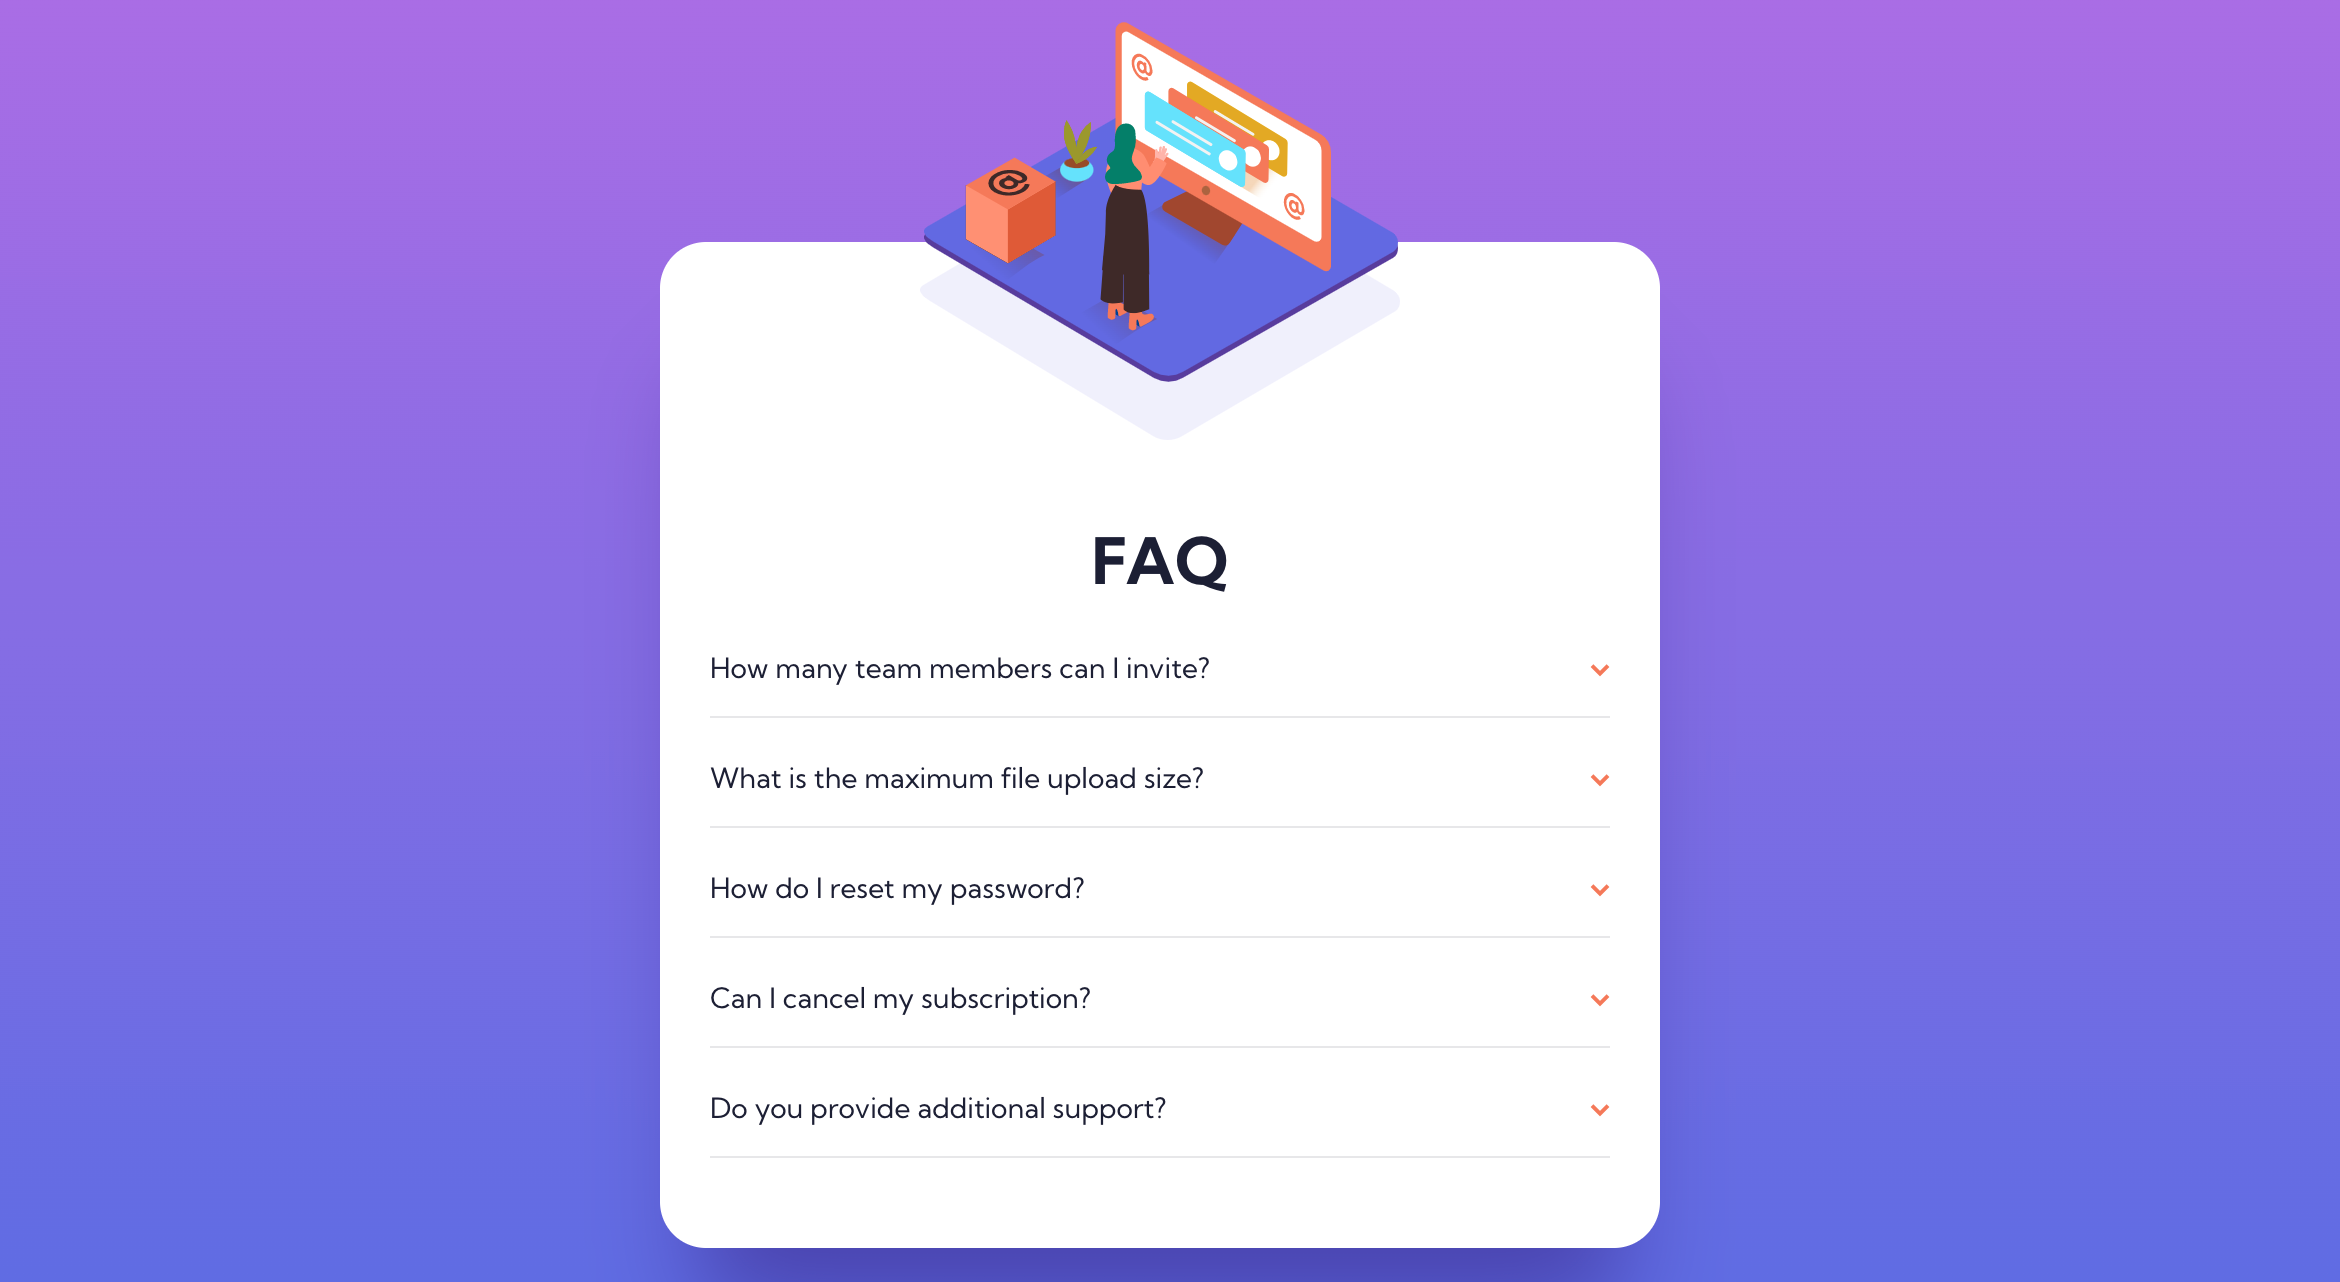 @
@
@
FAQ
How many team members can I invite?
What is the maximum file upload size?
How do I reset my password?
Can I cancel my subscription?
Do you provide additional support?